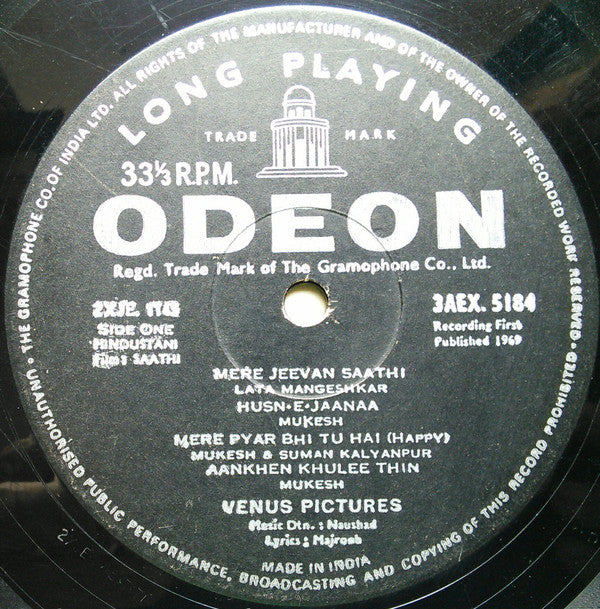 THE GRAMOPHONE CO. OF INDIA LTD. ALL RIGHTS OF THE MANUFACTURER AND OF THE OWNER OF THE RECORDED WORK RESERVED
UNAUTHORISED PUBLIC PERFORMANCE, BROADCASTING AND COPYING OF THIS RECORD PROHIBITED
LONG PLAYING
TRADE MARK
33⅓ R.P.M.
ODEON
Regd. Trade Mark of The Gramophone Co., Ltd.
3AEX. 5184
SIDE ONE
Recording First
HINDUSTANI
Published 1969
Film: SAATHI
MERE JEEVAN SAATHI
LATA MANGESHKAR
HUSN-E-JAANAA
MUKESH
MERE PYAR BHI TU HAI (HAPPY)
MUKESH & SUMAN KALYANPUR
AANKHEN KHULEE THIN
MUKESH
VENUS PICTURES
Music Dtn.: Naushad
Lyrics: Majrooh
MADE IN INDIA